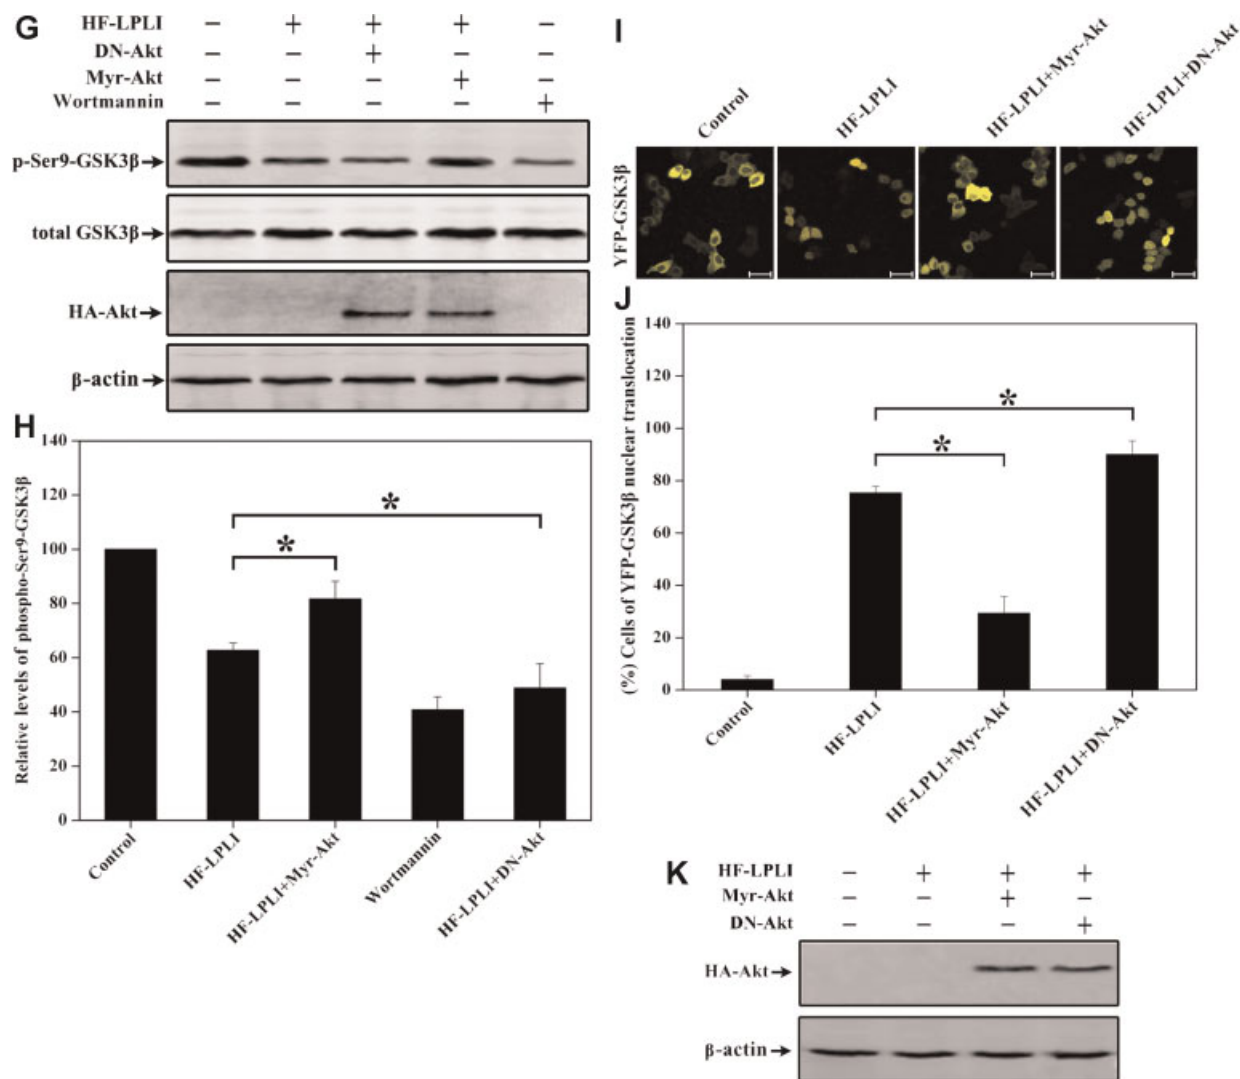 G
HF-LPLI − + + + −
DN-Akt − − + − −
Myr-Akt − − − + −
Wortmannin − − − − +
p-Ser9-GSK3β→
total GSK3β→
HA-Akt→
β-actin→
H
Relative levels of phospho-Ser9-GSK3β
140
120
100
80
60
40
20
0
* *
Control
HF-LPLI
HF-LPLI+Myr-Akt
Wortmannin
HF-LPLI+DN-Akt
I
Control
HF-LPLI
HF-LPLI+Myr-Akt
HF-LPLI+DN-Akt
YFP-GSK3β
J
(%) Cells of YFP-GSK3β nuclear translocation
140
120
100
80
60
40
20
0
* *
Control
HF-LPLI
HF-LPLI+Myr-Akt
HF-LPLI+DN-Akt
K
HF-LPLI − + + +
Myr-Akt − − + −
DN-Akt − − − +
HA-Akt→
β-actin→